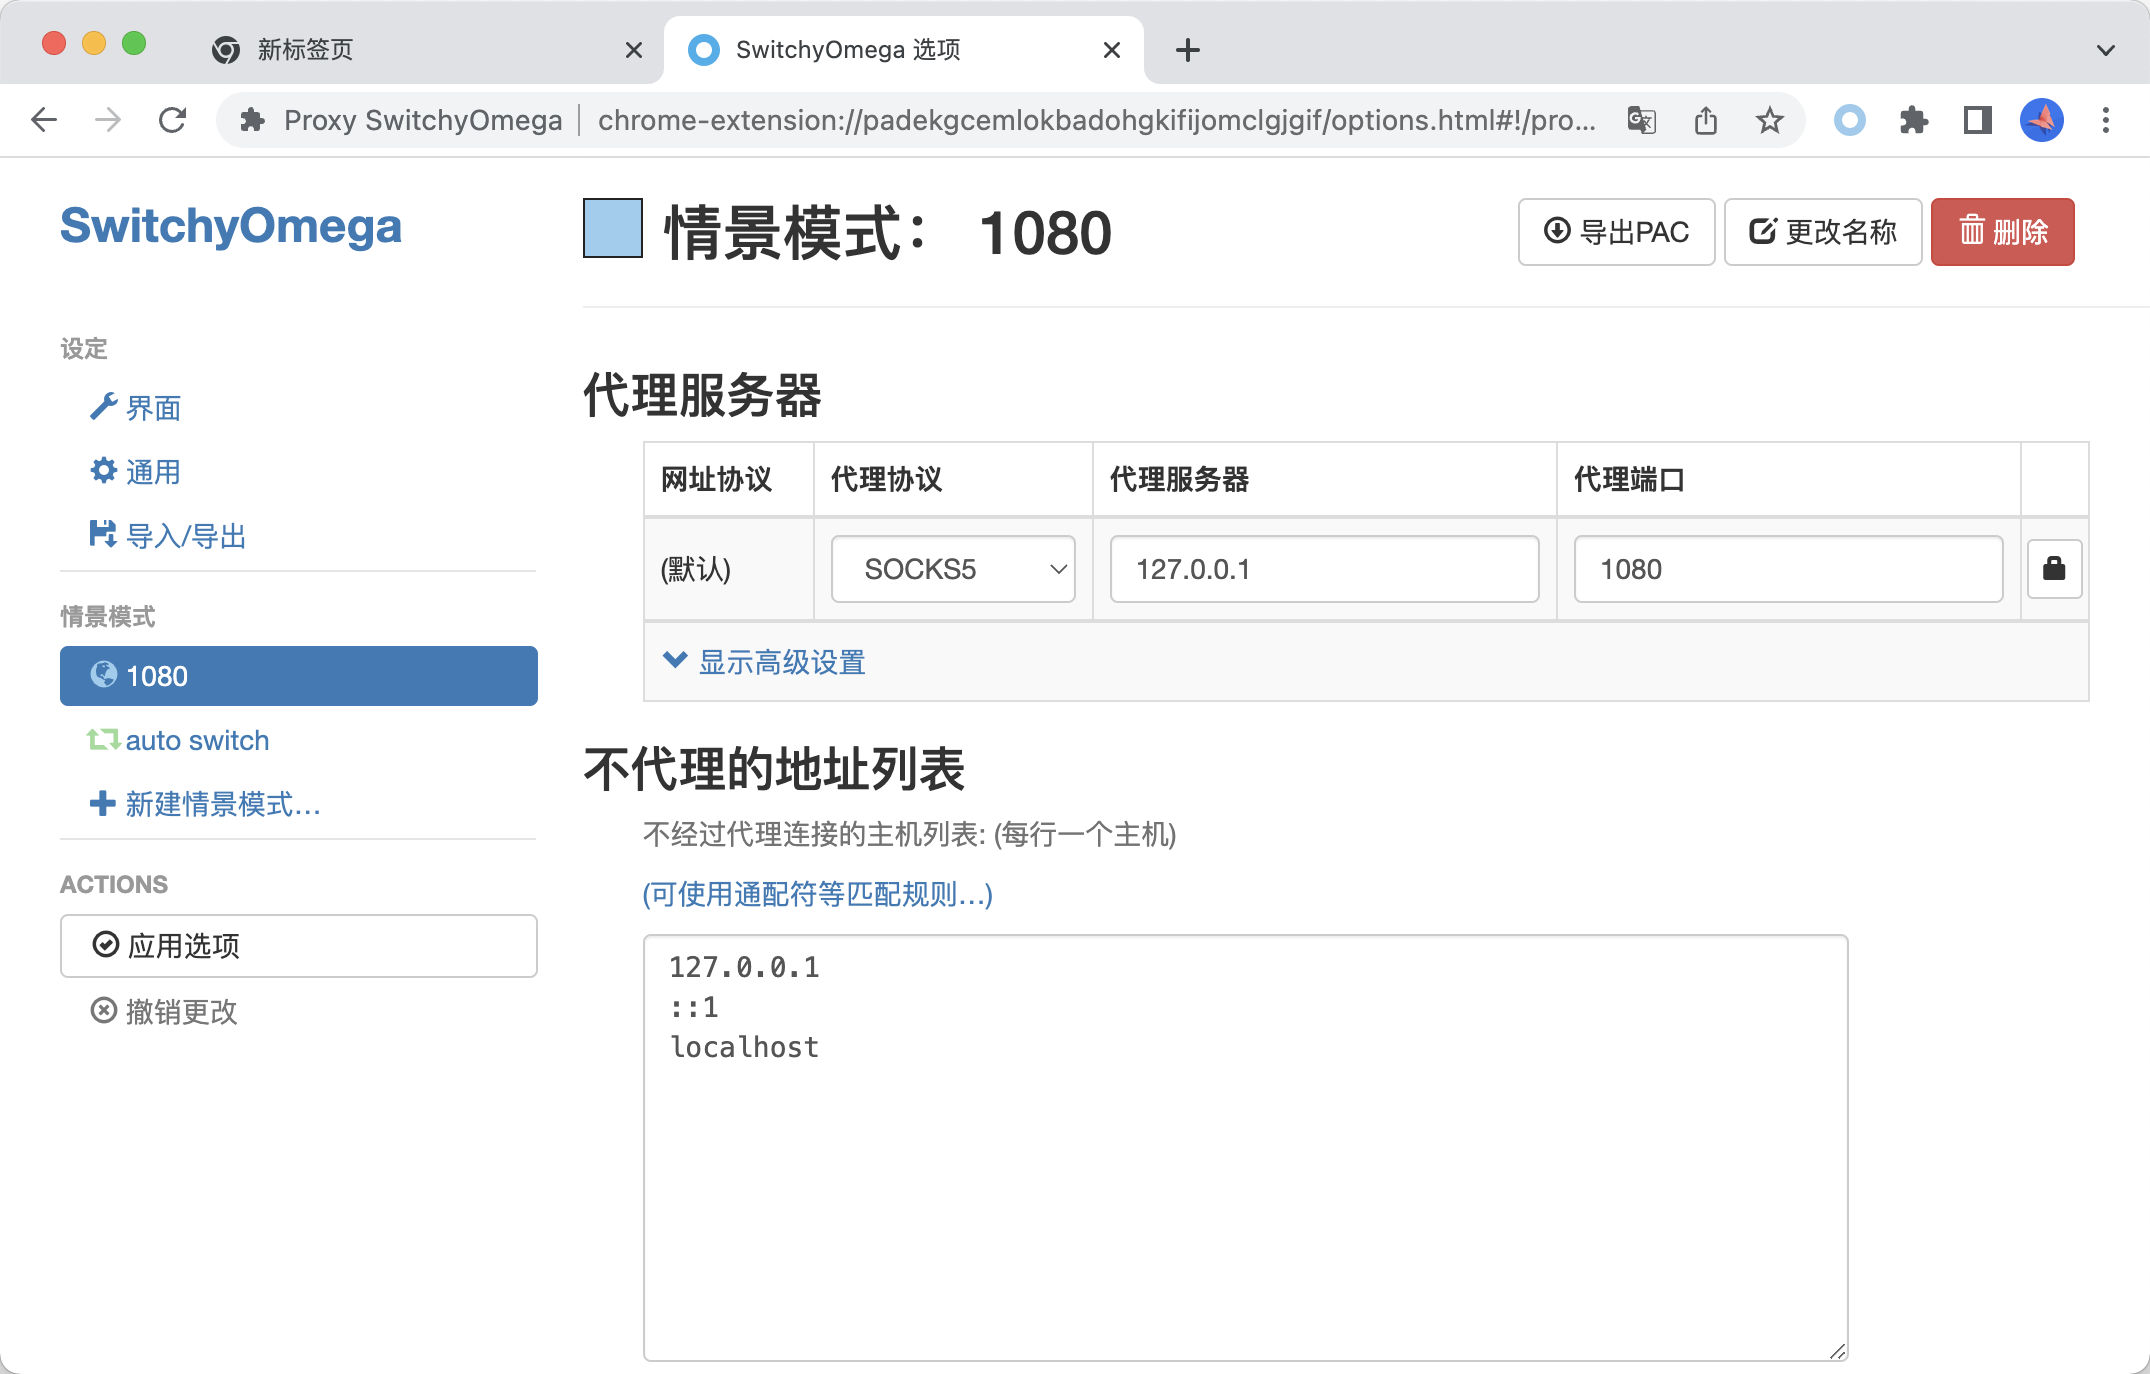 新标签页
SwitchyOmega 选项
Proxy SwitchyOmega
chrome-extension://padekgcemlokbadohgkifijomclgjgif/options.html#!/pro...
SwitchyOmega
设定
界面
通用
导入/导出
情景模式
1080
auto switch
新建情景模式…
ACTIONS
应用选项
撤销更改
情景模式： 1080
导出PAC
更改名称
删除
代理服务器
网址协议 代理协议 代理服务器 代理端口
(默认) SOCKS5 127.0.0.1 1080
显示高级设置
不代理的地址列表
不经过代理连接的主机列表: (每行一个主机)
(可使用通配符等匹配规则…)
127.0.0.1
::1
localhost